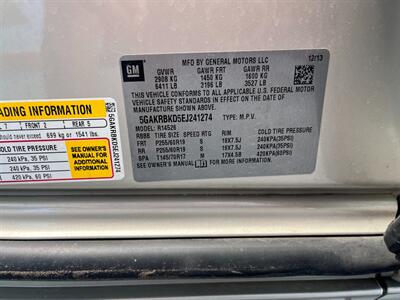 GM
MFD BY GENERAL MOTORS LLC
12/13
GVWR GAWR FRT GAWR RR
2908 KG 1450 KG 1600 KG
6411 LB 3196 LB 3527 LB
THIS VEHICLE CONFORMS TO ALL APPLICABLE U.S. FEDERAL MOTOR
VEHICLE SAFETY STANDARDS IN EFFECT ON THE DATE OF
MANUFACTURE SHOWN ABOVE.
5GAKRBKD5EJ241274 TYPE: M.P.V.
MODEL: R14526
TIRE SIZE SPEED RTG RIM COLD TIRE PRESSURE
FRT P255/60R19 S 19X7.5J 240KPA(35PSI)
RR P255/60R19 S 19X7.5J 240KPA(35PSI)
SPA T145/70R17 M 17X4.5B 420KPA(60PSI)
SEE OWNER'S MANUAL FOR MORE INFORMATION.
ADING INFORMATION
FRONT 2 REAR 5
should never exceed 699 kg or 1541 lbs.
COLD TIRE PRESSURE
240 KPA, 35 PSI
240 KPA, 35 PSI
420 KPA, 60 PSI
SEE OWNER'S
MANUAL FOR
ADDITIONAL
INFORMATION
5GAKRBKD5EJ241274